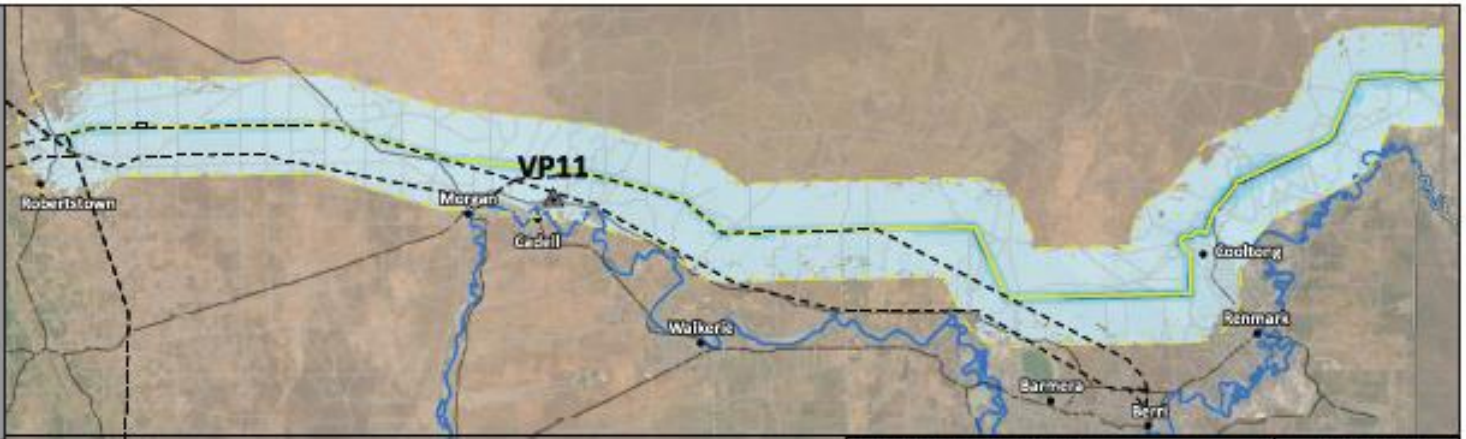 VP11
Robertstown
Morgan
Cadell
Cooltong
Renmark
Waikerie
Barmera
Berri